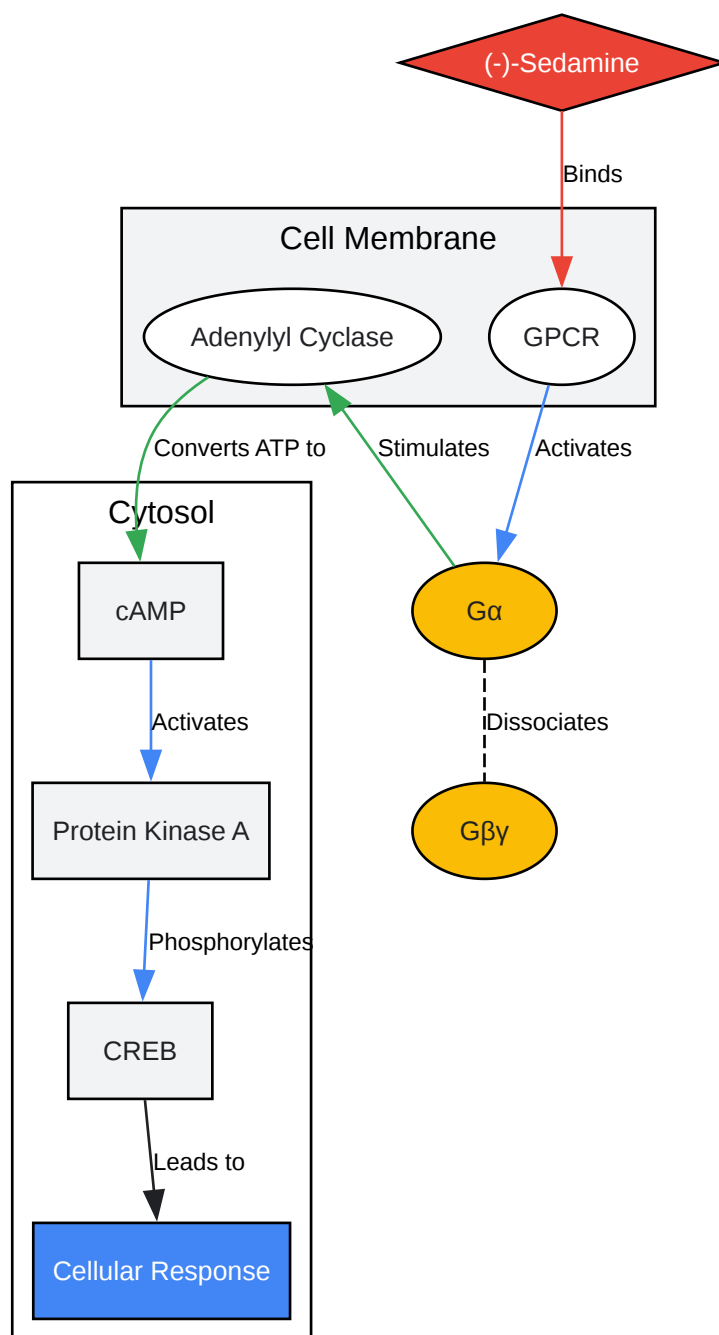 (-)-Sedamine
Binds
Cell Membrane
Adenylyl Cyclase
GPCR
Converts ATP to
Stimulates
Activates
Cytosol
cAMP
Gα
Activates
Dissociates
Protein Kinase A
Gβγ
Phosphorylates
CREB
Leads to
Cellular Response